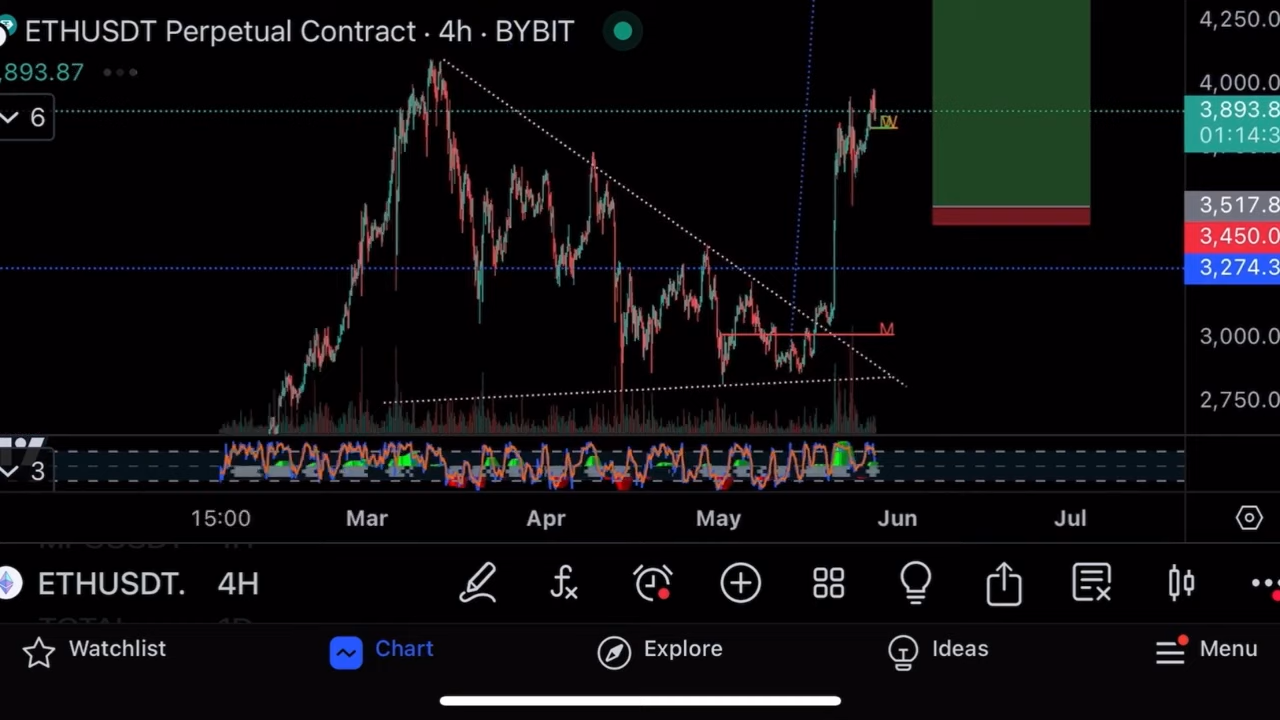 ETHUSDT Perpetual Contract · 4h · BYBIT
4,250.0
,893.87
4,000.0
6
3,893.8
01:14:3
W
3,517.8
3,450.0
3,274.3
M
3,000.0
2,750.0
3
15:00 Mar Apr May Jun Jul
ETHUSDT. 4H
Watchlist Chart Explore Ideas Menu